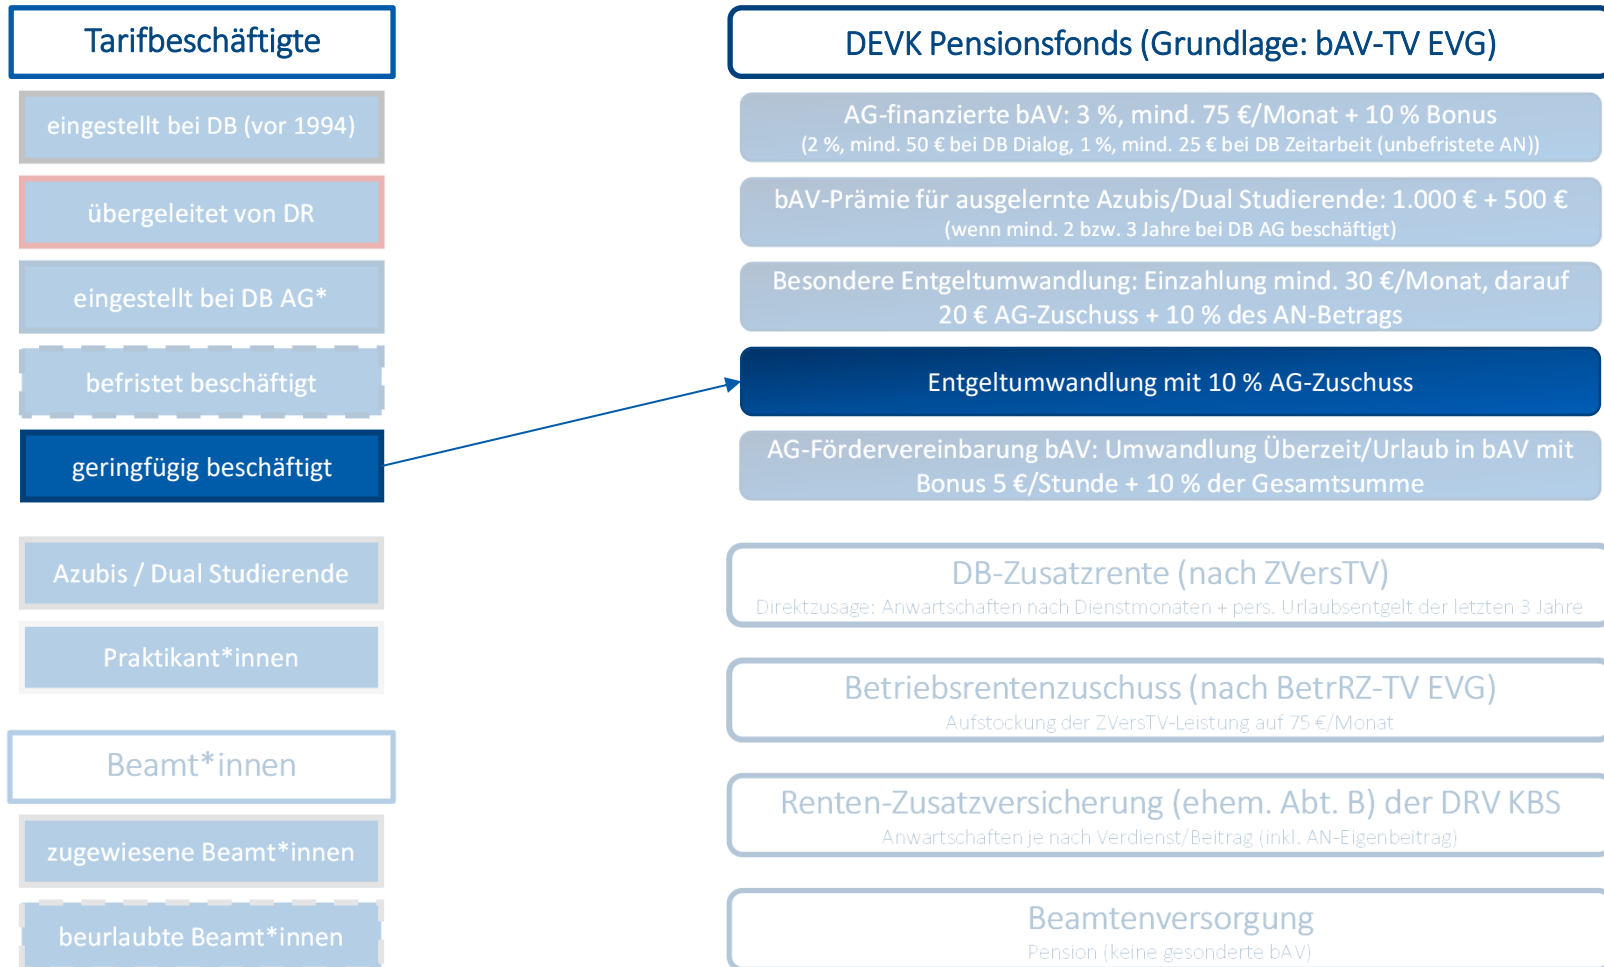 Tarifbeschäftigte
eingestellt bei DB (vor 1994)
übergeleitet von DR
eingestellt bei DB AG*
befristet beschäftigt
geringfügig beschäftigt
Azubis / Dual Studierende
Praktikant*innen
Beamt*innen
zugewiesene Beamt*innen
beurlaubte Beamt*innen
DEVK Pensionsfonds (Grundlage: bAV-TV EVG)
AG-finanzierte bAV: 3 %, mind. 75 €/Monat + 10 % Bonus
(2 %, mind. 50 € bei DB Dialog, 1 %, mind. 25 € bei DB Zeitarbeit (unbefristete AN))
bAV-Prämie für ausgelernte Azubis/Dual Studierende: 1.000 € + 500 €
(wenn mind. 2 bzw. 3 Jahre bei DB AG beschäftigt)
Besondere Entgeltumwandlung: Einzahlung mind. 30 €/Monat, darauf
20 € AG-Zuschuss + 10 % des AN-Betrags
Entgeltumwandlung mit 10 % AG-Zuschuss
AG-Fördervereinbarung bAV: Umwandlung Überzeit/Urlaub in bAV mit
Bonus 5 €/Stunde + 10 % der Gesamtsumme
DB-Zusatzrente (nach ZVersTV)
Direktzusage: Anwartschaften nach Dienstmonaten + pers. Urlaubsentgelt der letzten 3 Jahre
Betriebsrentenzuschuss (nach BetrRZ-TV EVG)
Aufstockung der ZVersTV-Leistung auf 75 €/Monat
Renten-Zusatzversicherung (ehem. Abt. B) der DRV KBS
Anwartschaften je nach Verdienst/Beitrag (inkl. AN-Eigenbeitrag)
Beamtenversorgung
Pension (keine gesonderte bAV)